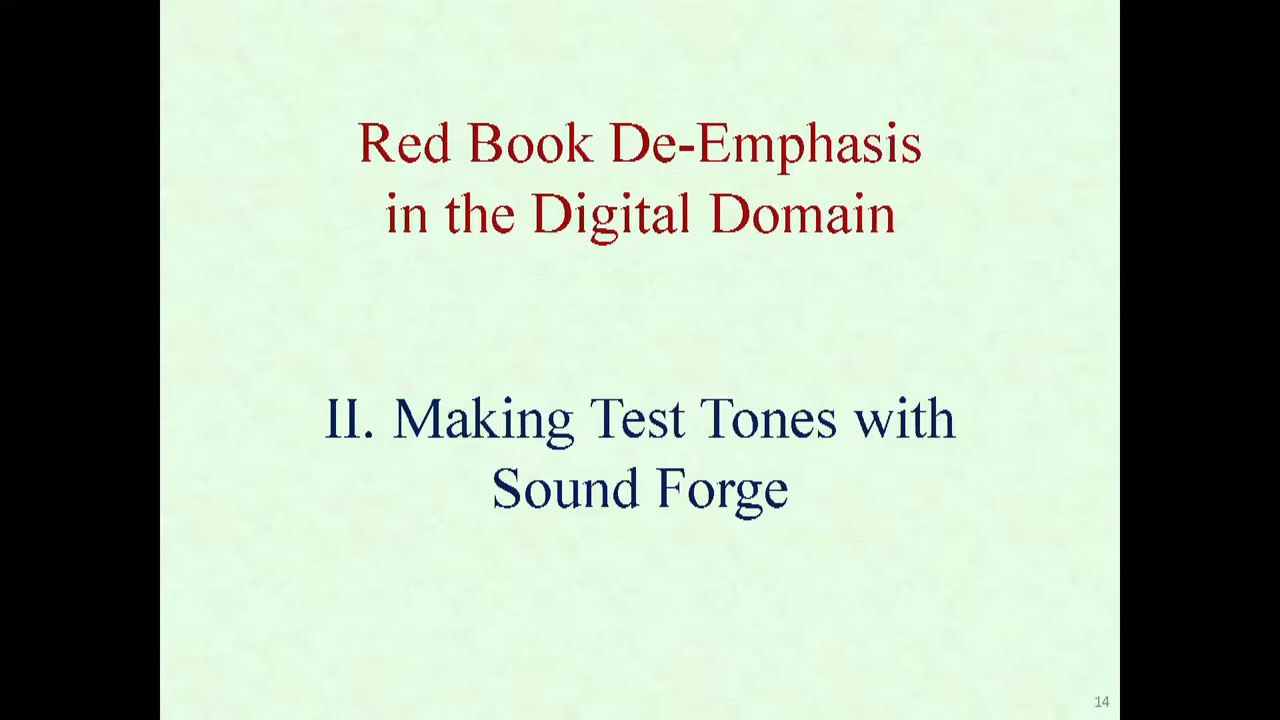 Red Book De-Emphasis
in the Digital Domain
II. Making Test Tones with
Sound Forge
14